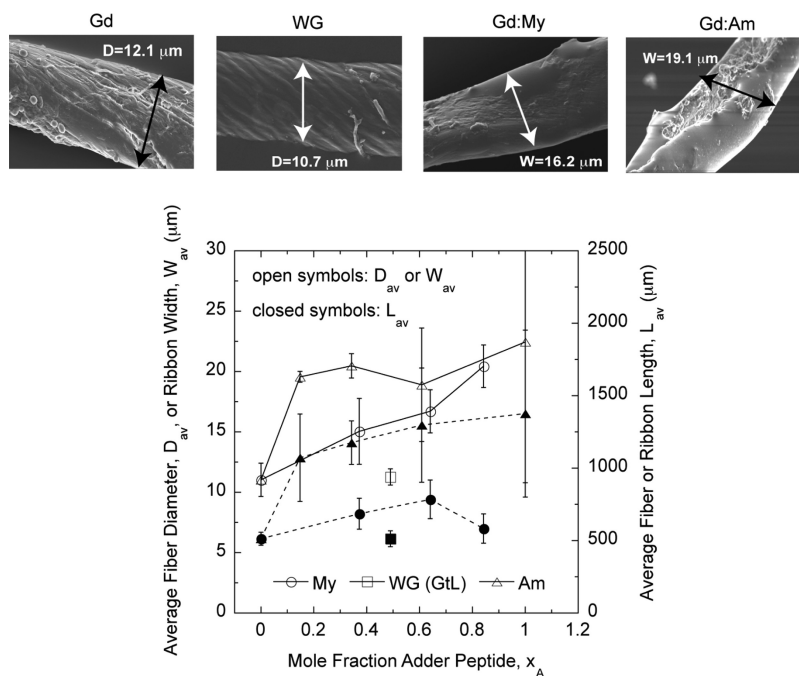 Gd
WG
Gd:My
Gd:Am
D=12.1 μm
D=10.7 μm
W=16.2 μm
W=19.1 μm
Average Fiber Diameter, D_av, or Ribbon Width, W_av (μm)
30
25
20
15
10
5
0
open symbols: D_av or W_av
closed symbols: L_av
My
WG (GtL)
Am
2500
2000
1500
1000
500
0
Average Fiber or Ribbon Length, L_av (μm)
0
0.2
0.4
0.6
0.8
1
1.2
Mole Fraction Adder Peptide, x_A